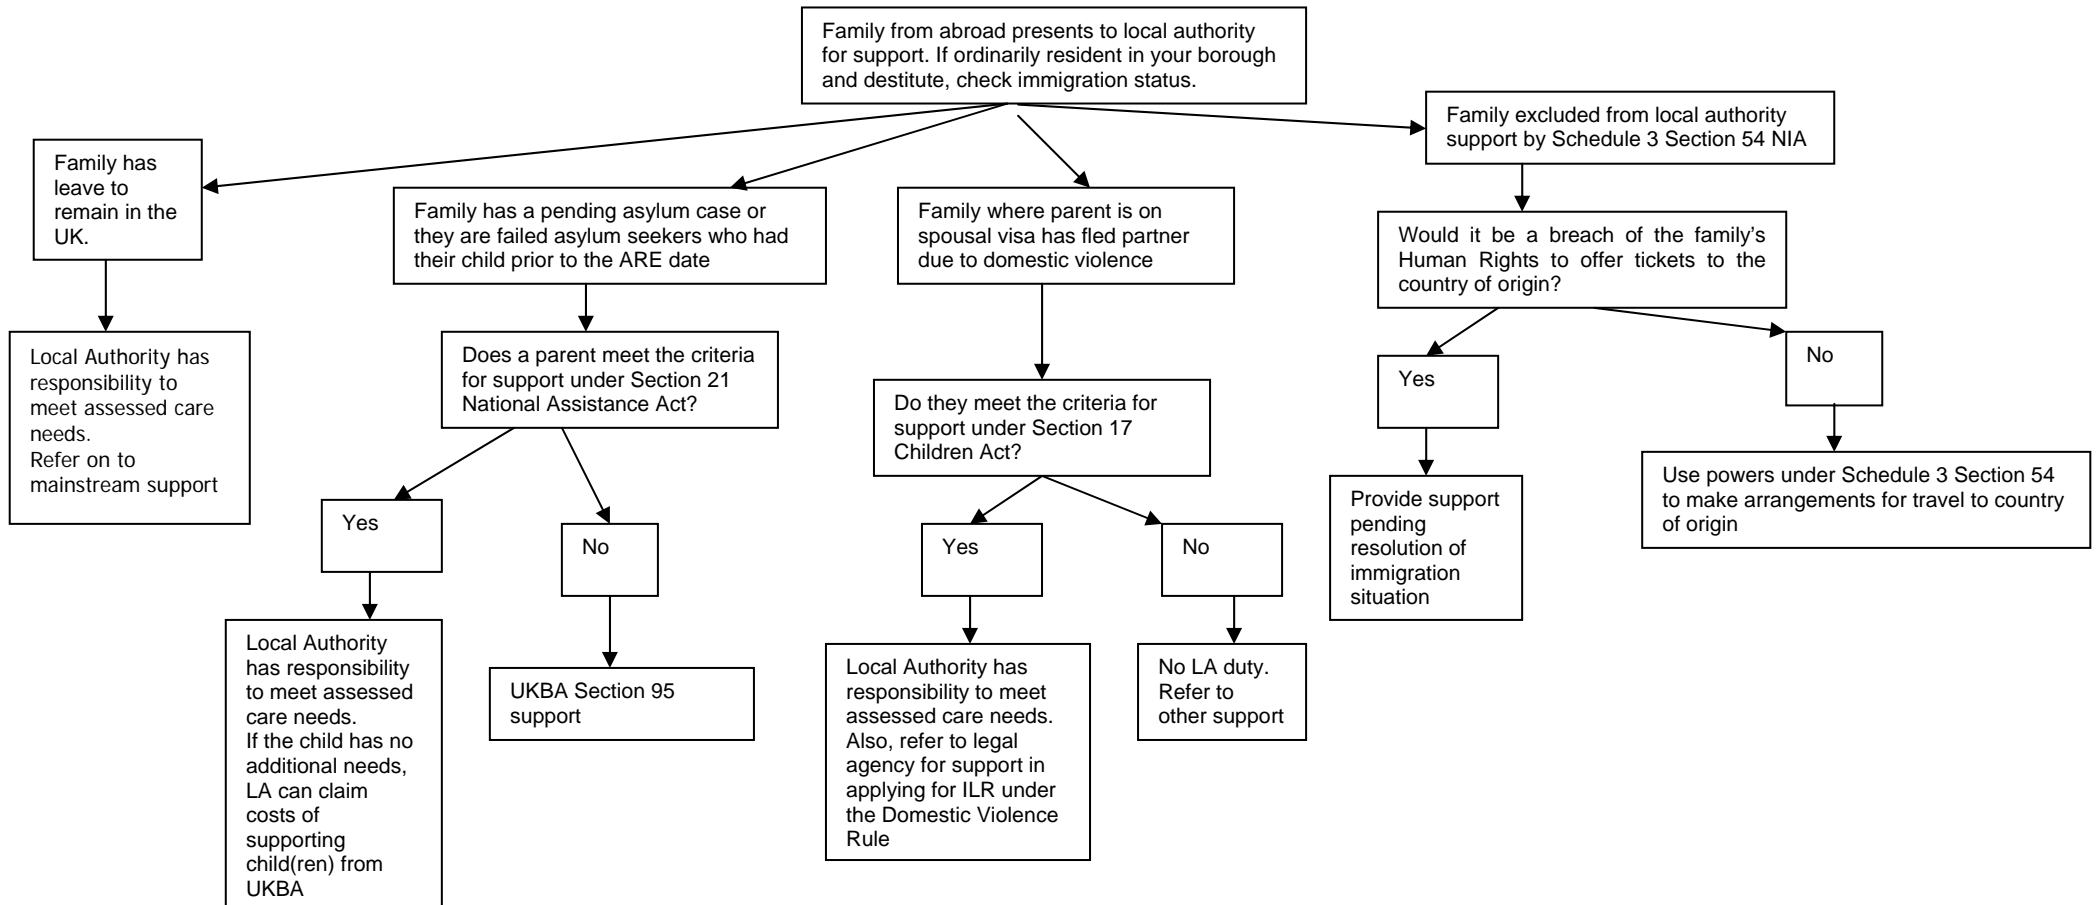 Family from abroad presents to local authority
for support. If ordinarily resident in your borough
and destitute, check immigration status.
Family has
leave to
remain in the
UK.
Local Authority has
responsibility to
meet assessed care
needs.
Refer on to
mainstream support
Family has a pending asylum case or
they are failed asylum seekers who had
their child prior to the ARE date
Does a parent meet the criteria
for support under Section 21
National Assistance Act?
Yes
Local Authority
has responsibility
to meet assessed
care needs.
If the child has no
additional needs,
LA can claim
costs of
supporting
child(ren) from
UKBA
No
UKBA Section 95
support
Family where parent is on
spousal visa has fled partner
due to domestic violence
Do they meet the criteria for
support under Section 17
Children Act?
Yes
Local Authority has
responsibility to meet
assessed care needs.
Also, refer to legal
agency for support in
applying for ILR under
the Domestic Violence
Rule
No
No LA duty.
Refer to
other support
Family excluded from local authority
support by Schedule 3 Section 54 NIA
Would it be a breach of the family’s
Human Rights to offer tickets to the
country of origin?
Yes
Provide support
pending
resolution of
immigration
situation
No
Use powers under Schedule 3 Section 54
to make arrangements for travel to country
of origin